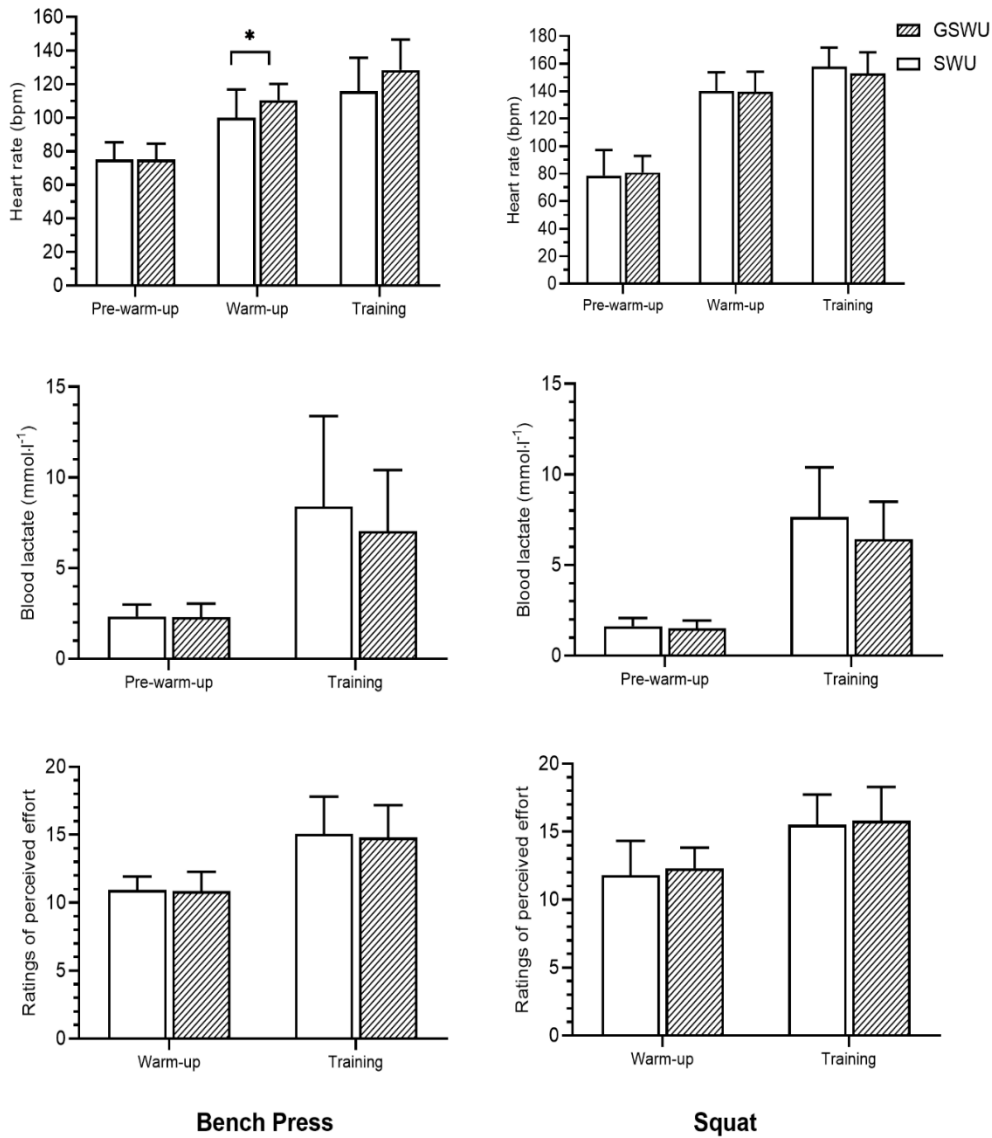 160
140
120
100
80
60
40
20
0
Heart rate (bpm)
*
Pre-warm-up Warm-up Training
180
160
140
120
100
80
60
40
20
0
Heart rate (bpm)
Pre-warm-up Warm-up Training
GSWU
SWU
15
10
5
0
Blood lactate (mmol·l⁻¹)
Pre-warm-up Training
15
10
5
0
Blood lactate (mmol·l⁻¹)
Pre-warm-up Training
20
15
10
5
0
Ratings of perceived effort
Warm-up Training
20
15
10
5
0
Ratings of perceived effort
Warm-up Training
Bench Press
Squat